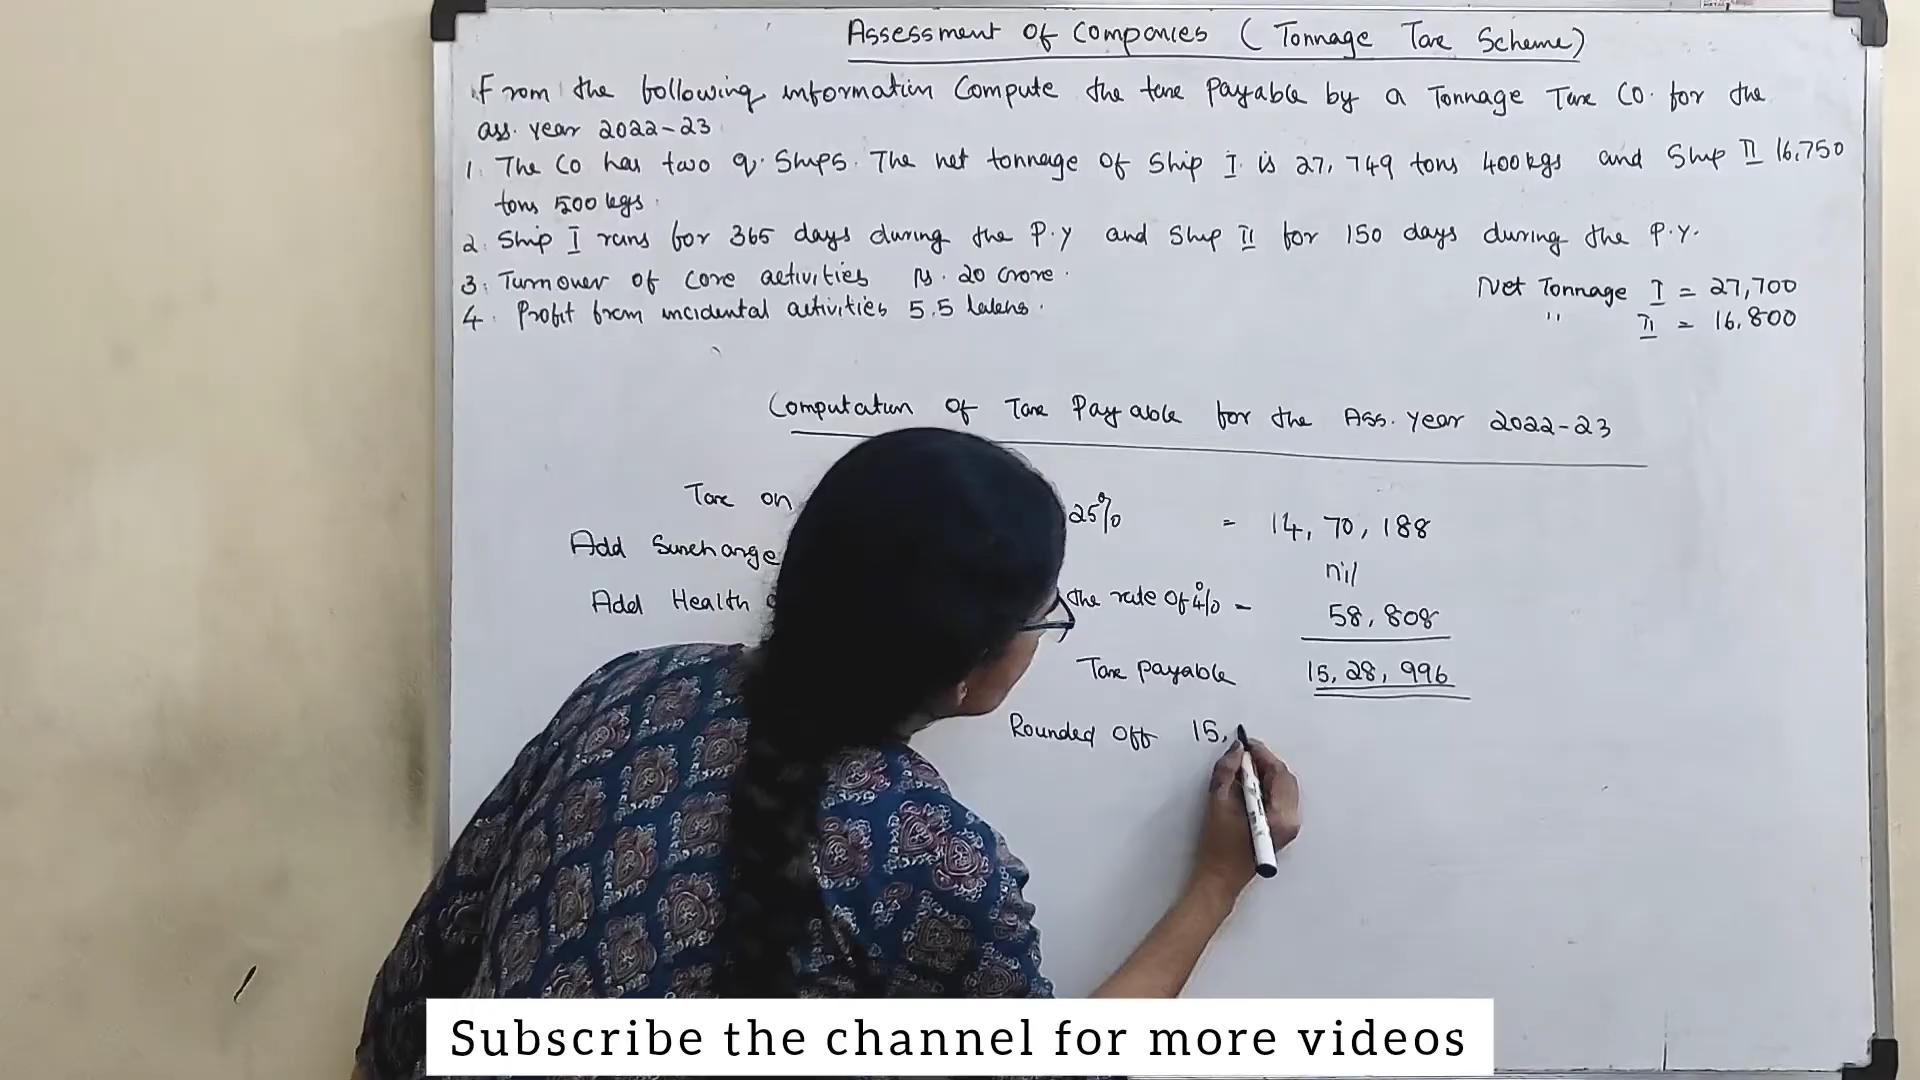 Assessment of Companies (Tonnage Tax Scheme)
From the following information Compute the tax payable by a Tonnage Tax Co. for the
ass. year 2022-23
1. The Co has two q. Ships. The net tonnage of Ship I is 27,749 tons 400kgs and Ship II 16,750
tons 500 kgs.
2. Ship I runs for 365 days during the P.Y and Ship II for 150 days during the P.Y.
3. Turnover of core activities Rs. 20 crore.
4. Profit from incidental activities 5.5 lakhs.
Net Tonnage I = 27,700
" II = 16,800
Computation of Tax Payable for the Ass. Year 2022-23
Tax on 25% = 14,70,188
Add Surcharge nil
Add Health the rate of 4% - 58,808
Tax payable 15,28,996
Rounded Off 15,
Subscribe the channel for more videos